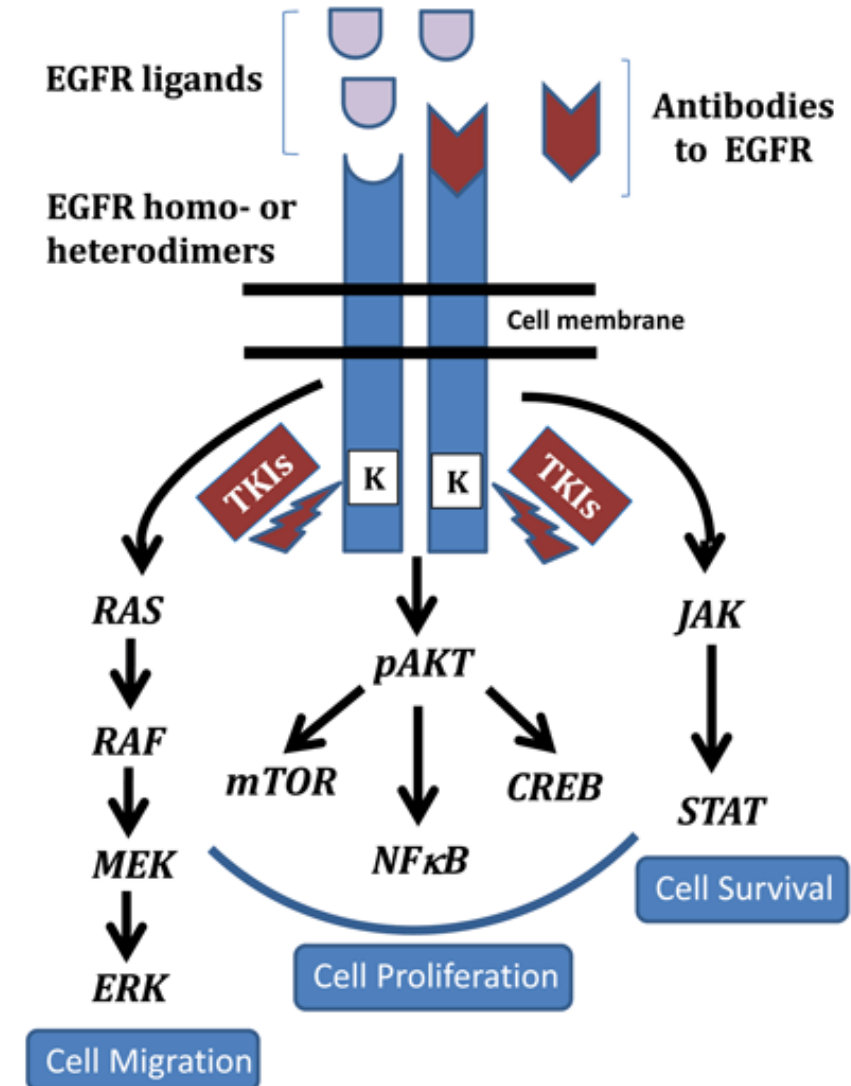 EGFR ligands
Antibodies
to EGFR
EGFR homo- or
heterodimers
Cell membrane
TKIs
K
K
TKIs
RAS
JAK
pAKT
RAF
mTOR
CREB
STAT
MEK
NFκB
Cell Survival
Cell Proliferation
ERK
Cell Migration